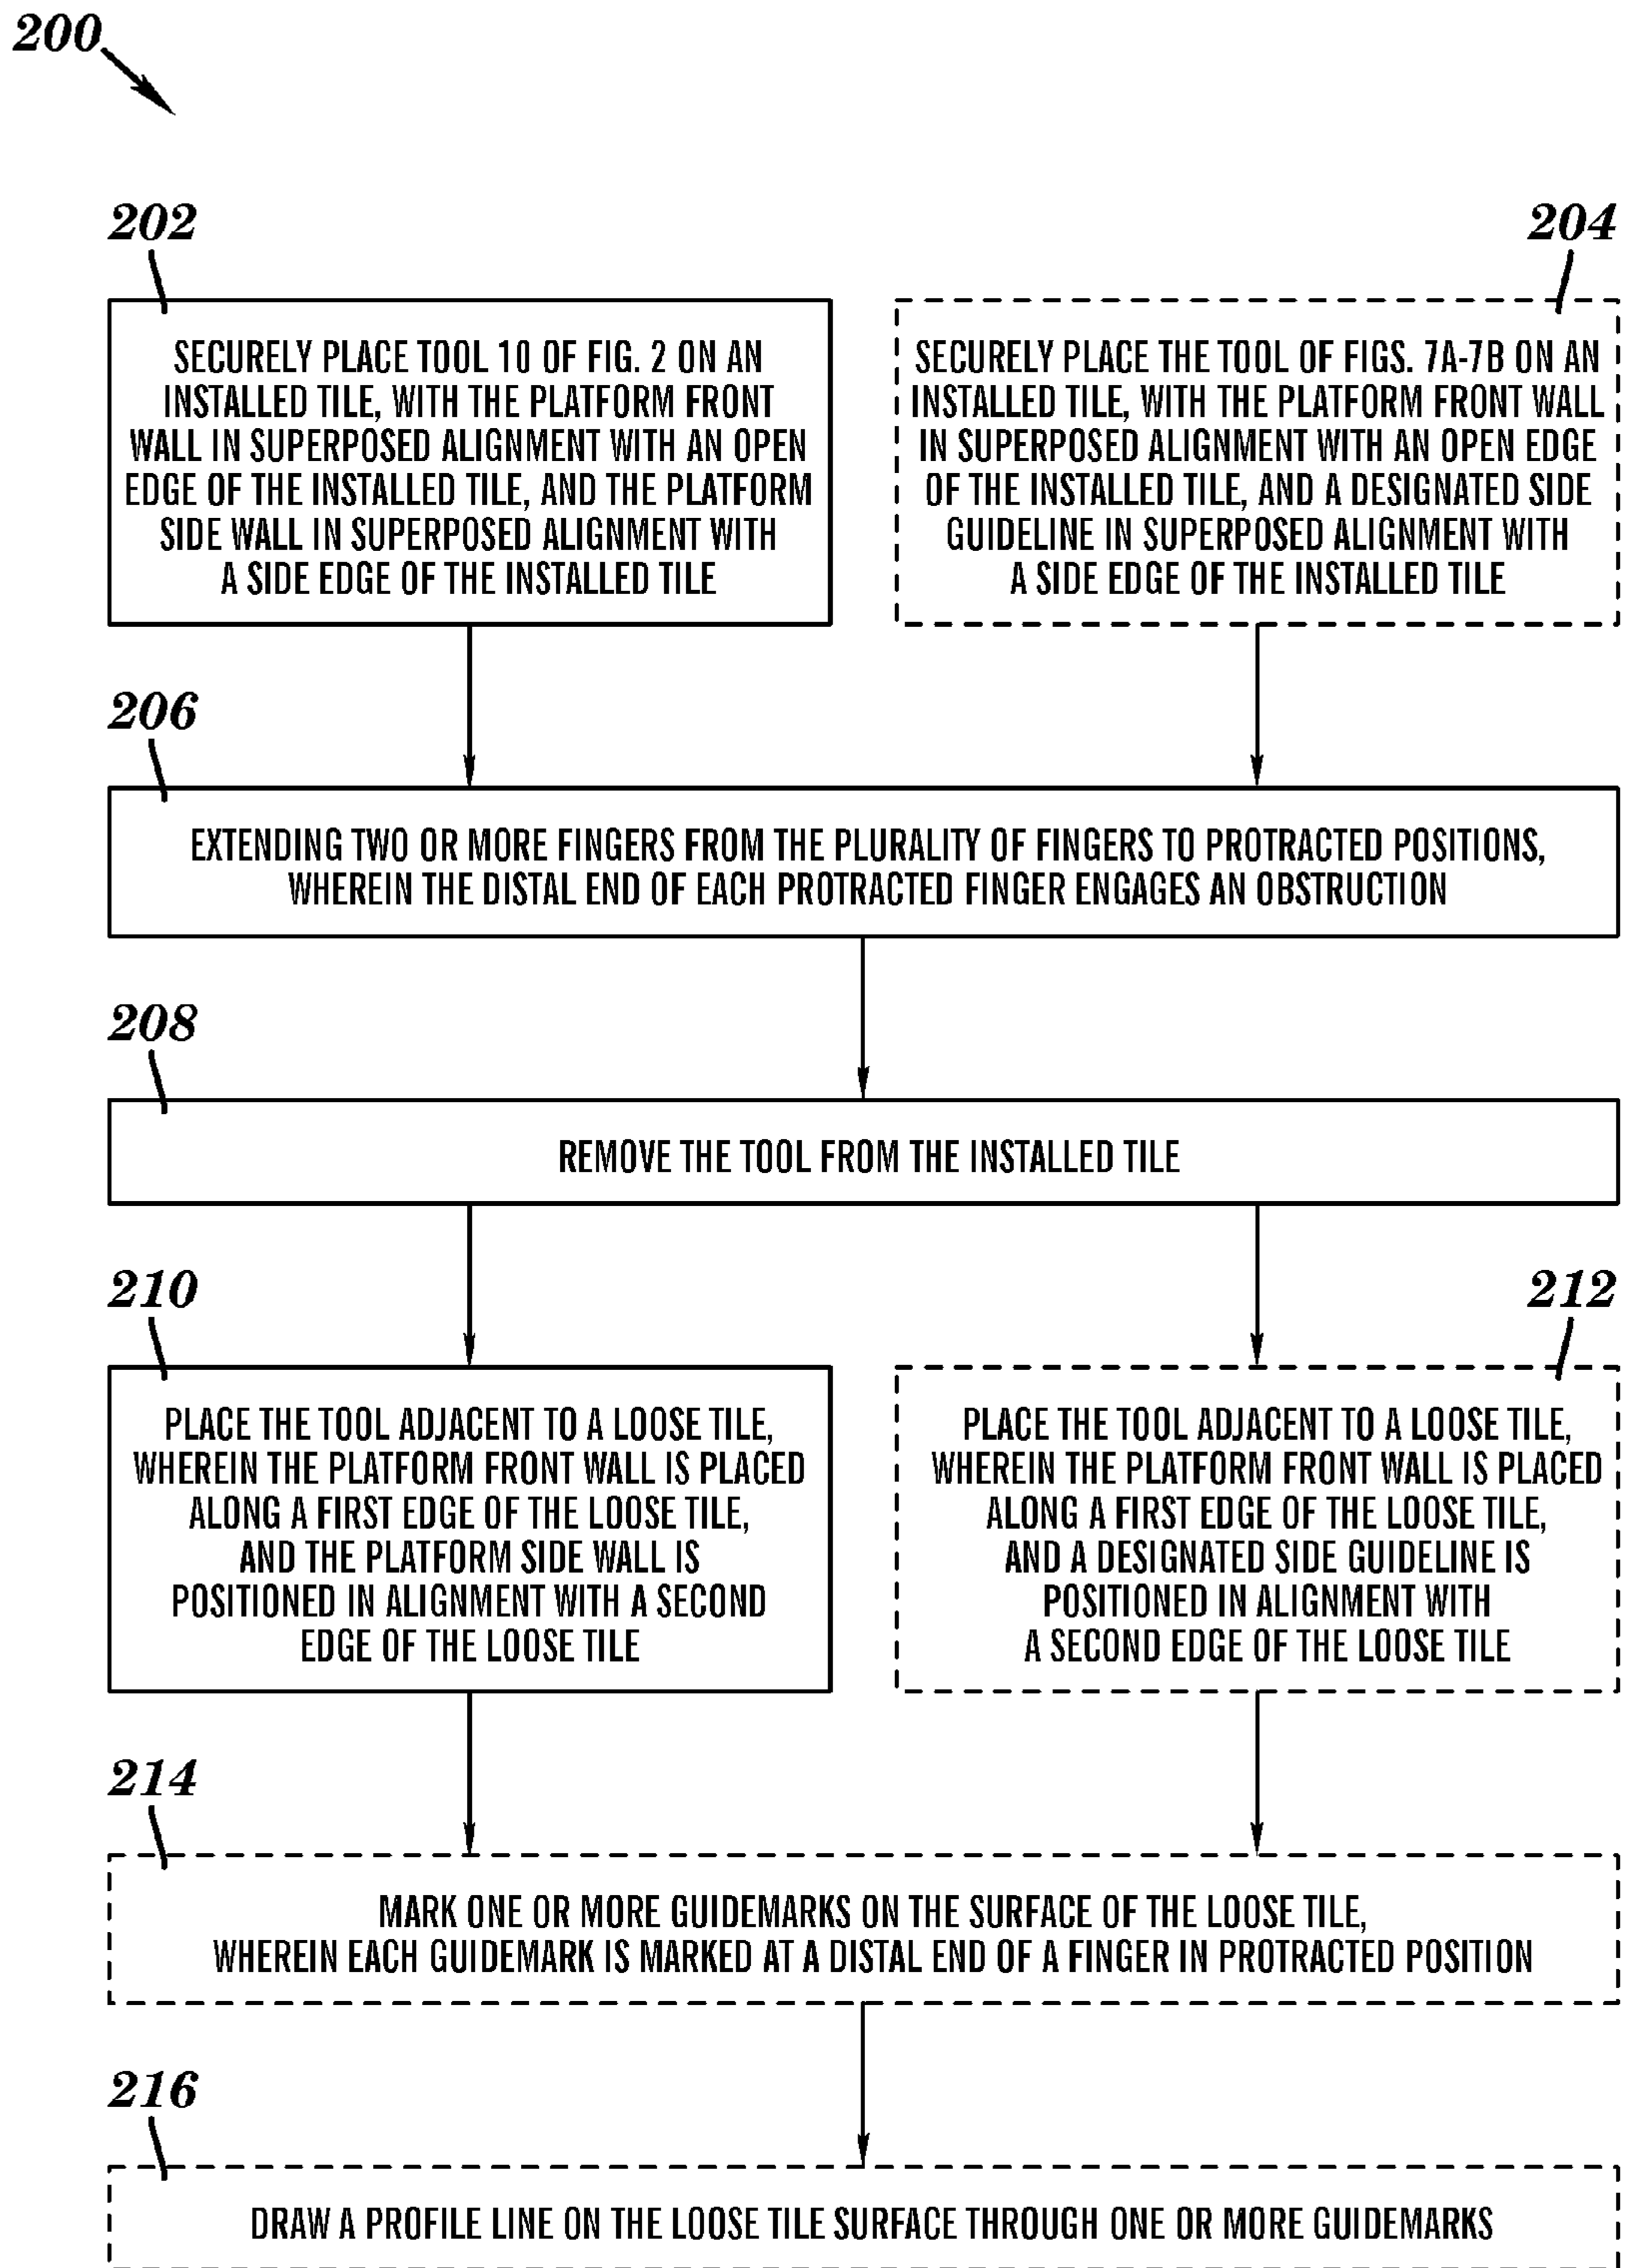 200
202
SECURELY PLACE TOOL 10 OF FIG. 2 ON AN
INSTALLED TILE, WITH THE PLATFORM FRONT
WALL IN SUPERPOSED ALIGNMENT WITH AN OPEN
EDGE OF THE INSTALLED TILE, AND THE PLATFORM
SIDE WALL IN SUPERPOSED ALIGNMENT WITH
A SIDE EDGE OF THE INSTALLED TILE
204
SECURELY PLACE THE TOOL OF FIGS. 7A-7B ON AN
INSTALLED TILE, WITH THE PLATFORM FRONT WALL
IN SUPERPOSED ALIGNMENT WITH AN OPEN EDGE
OF THE INSTALLED TILE, AND A DESIGNATED SIDE
GUIDELINE IN SUPERPOSED ALIGNMENT WITH
A SIDE EDGE OF THE INSTALLED TILE
206
EXTENDING TWO OR MORE FINGERS FROM THE PLURALITY OF FINGERS TO PROTRACTED POSITIONS,
WHEREIN THE DISTAL END OF EACH PROTRACTED FINGER ENGAGES AN OBSTRUCTION
208
REMOVE THE TOOL FROM THE INSTALLED TILE
210
PLACE THE TOOL ADJACENT TO A LOOSE TILE,
WHEREIN THE PLATFORM FRONT WALL IS PLACED
ALONG A FIRST EDGE OF THE LOOSE TILE,
AND THE PLATFORM SIDE WALL IS
POSITIONED IN ALIGNMENT WITH A SECOND
EDGE OF THE LOOSE TILE
212
PLACE THE TOOL ADJACENT TO A LOOSE TILE,
WHEREIN THE PLATFORM FRONT WALL IS PLACED
ALONG A FIRST EDGE OF THE LOOSE TILE,
AND A DESIGNATED SIDE GUIDELINE IS
POSITIONED IN ALIGNMENT WITH
A SECOND EDGE OF THE LOOSE TILE
214
MARK ONE OR MORE GUIDEMARKS ON THE SURFACE OF THE LOOSE TILE,
WHEREIN EACH GUIDEMARK IS MARKED AT A DISTAL END OF A FINGER IN PROTRACTED POSITION
216
DRAW A PROFILE LINE ON THE LOOSE TILE SURFACE THROUGH ONE OR MORE GUIDEMARKS